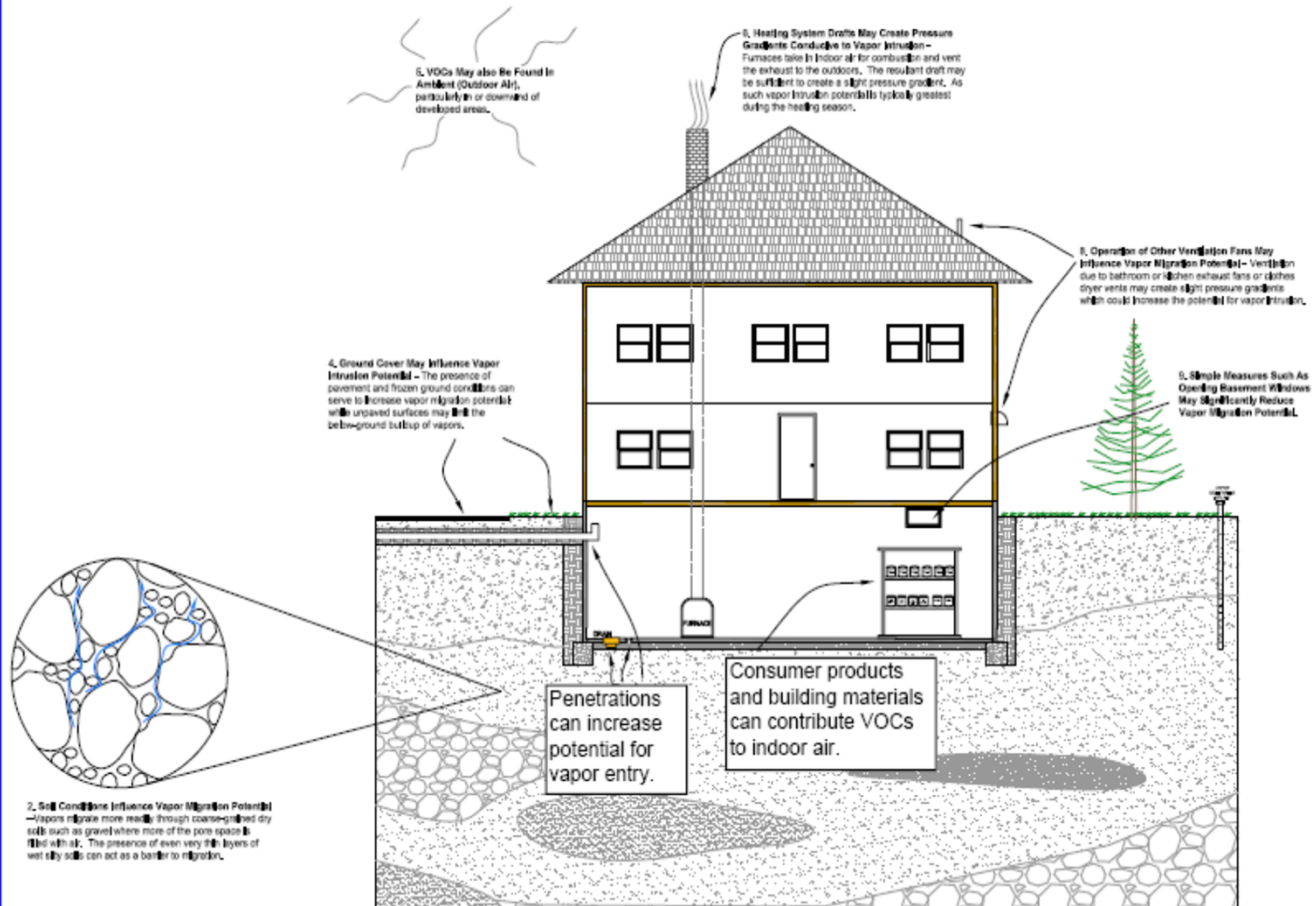 5. VOCs May also Be Found in
Ambient (Outdoor Air),
particularly in or downwind of
developed areas.
6. Heating System Drafts May Create Pressure
Gradients Conducive to Vapor Intrusion –
Furnaces take in indoor air for combustion and vent
the exhaust to the outdoors. The resultant draft may
be sufficient to create a slight pressure gradient. As
such vapor intrusion potential is typically greatest
during the heating season.
8. Operation of Other Ventilation Fans May
Influence Vapor Migration Potential – Ventilation
due to bathroom or kitchen exhaust fans or clothes
dryer vents may create slight pressure gradients
which could increase the potential for vapor intrusion.
4. Ground Cover May Influence Vapor
Intrusion Potential – The presence of
pavement and frozen ground conditions can
serve to increase vapor migration potential;
while unpaved surfaces may limit the
below-ground buildup of vapors.
9. Simple Measures Such As
Opening Basement Windows
May Significantly Reduce
Vapor Migration Potential.
FURNACE
DRAIN
Penetrations
can increase
potential for
vapor entry.
Consumer products
and building materials
can contribute VOCs
to indoor air.
2. Soil Conditions Influence Vapor Migration Potential
–Vapors migrate more readily through coarse-grained dry
soils such as gravel where more of the pore space is
filled with air. The presence of even very thin layers of
wet silty soils can act as a barrier to migration.